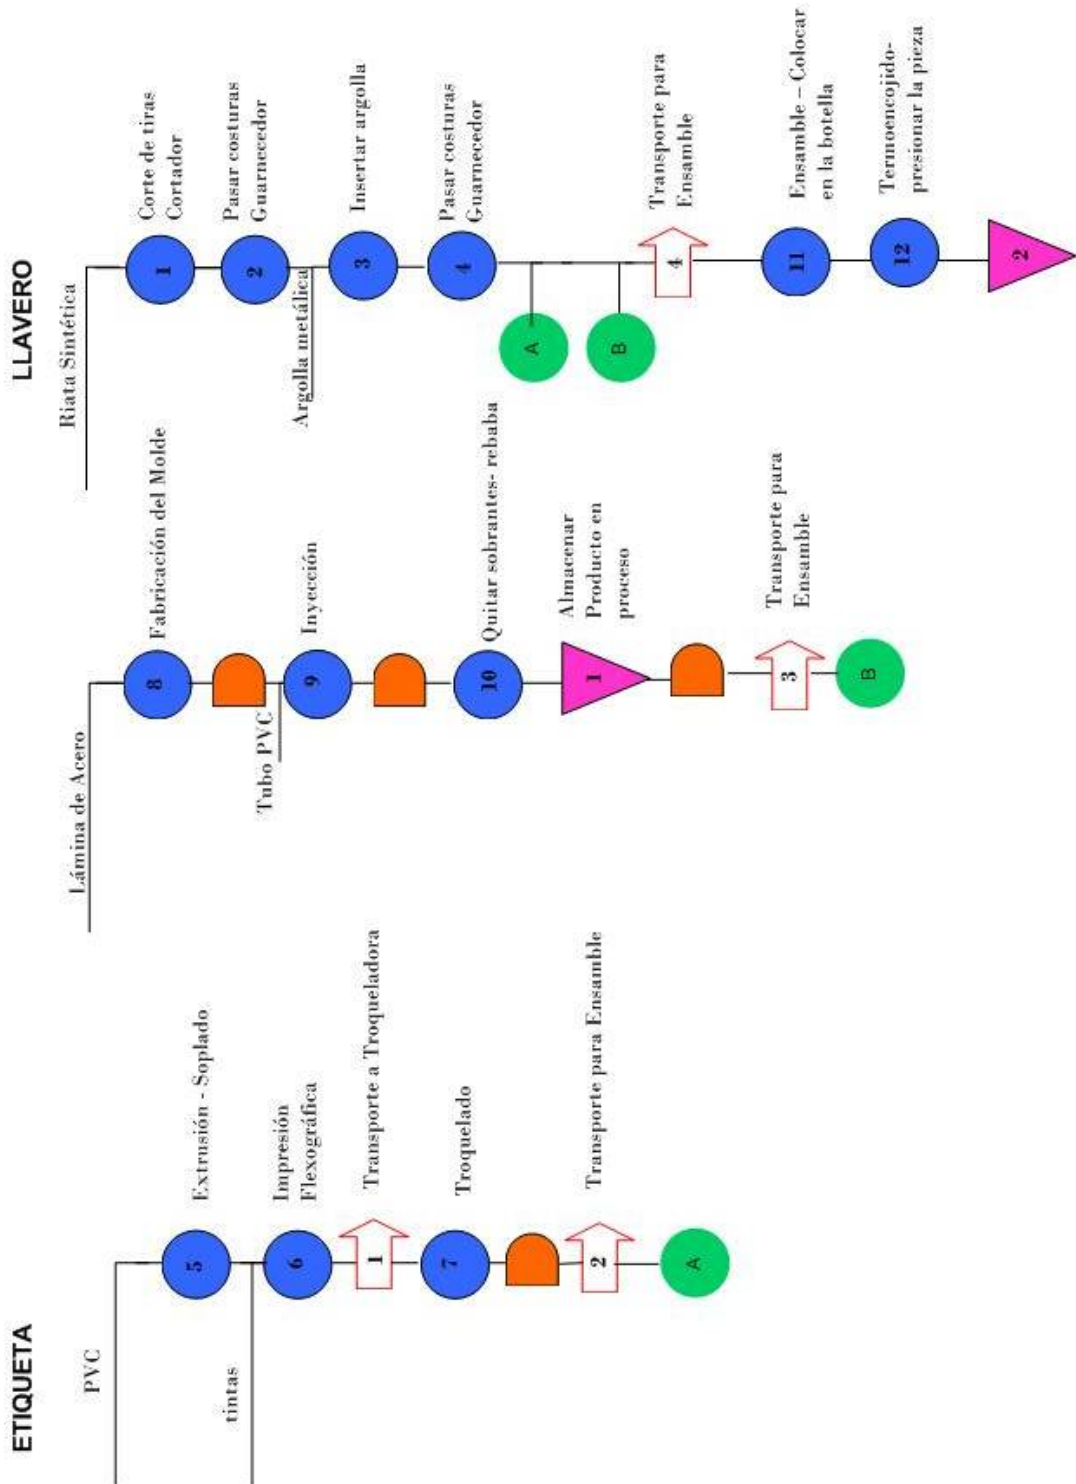 ETIQUETA
PVC
5
Extrusión - Soplado
tintas
6
Impresión
Flexográfica
1
Transporte a Troqueladora
7
Troquelado
2
Transporte para Ensamble
A
Lámina de Acero
8
Fabricación del Molde
Tubo PVC
9
Inyección
10
Quitar sobrantes- rebaba
1
Almacenar
Producto en
proceso
3
Transporte para
Ensamble
B
LLAVERO
Riata Sintética
1
Corte de tiras
Cortador
2
Pasar costuras
Guarnecedor
Argolla metálica
3
Insertar argolla
4
Pasar costuras
Guarnecedor
A
B
4
Transporte para
Ensamble
11
Ensamble – Colocar
en la botella
12
Termoencojido-
presionar la pieza
2